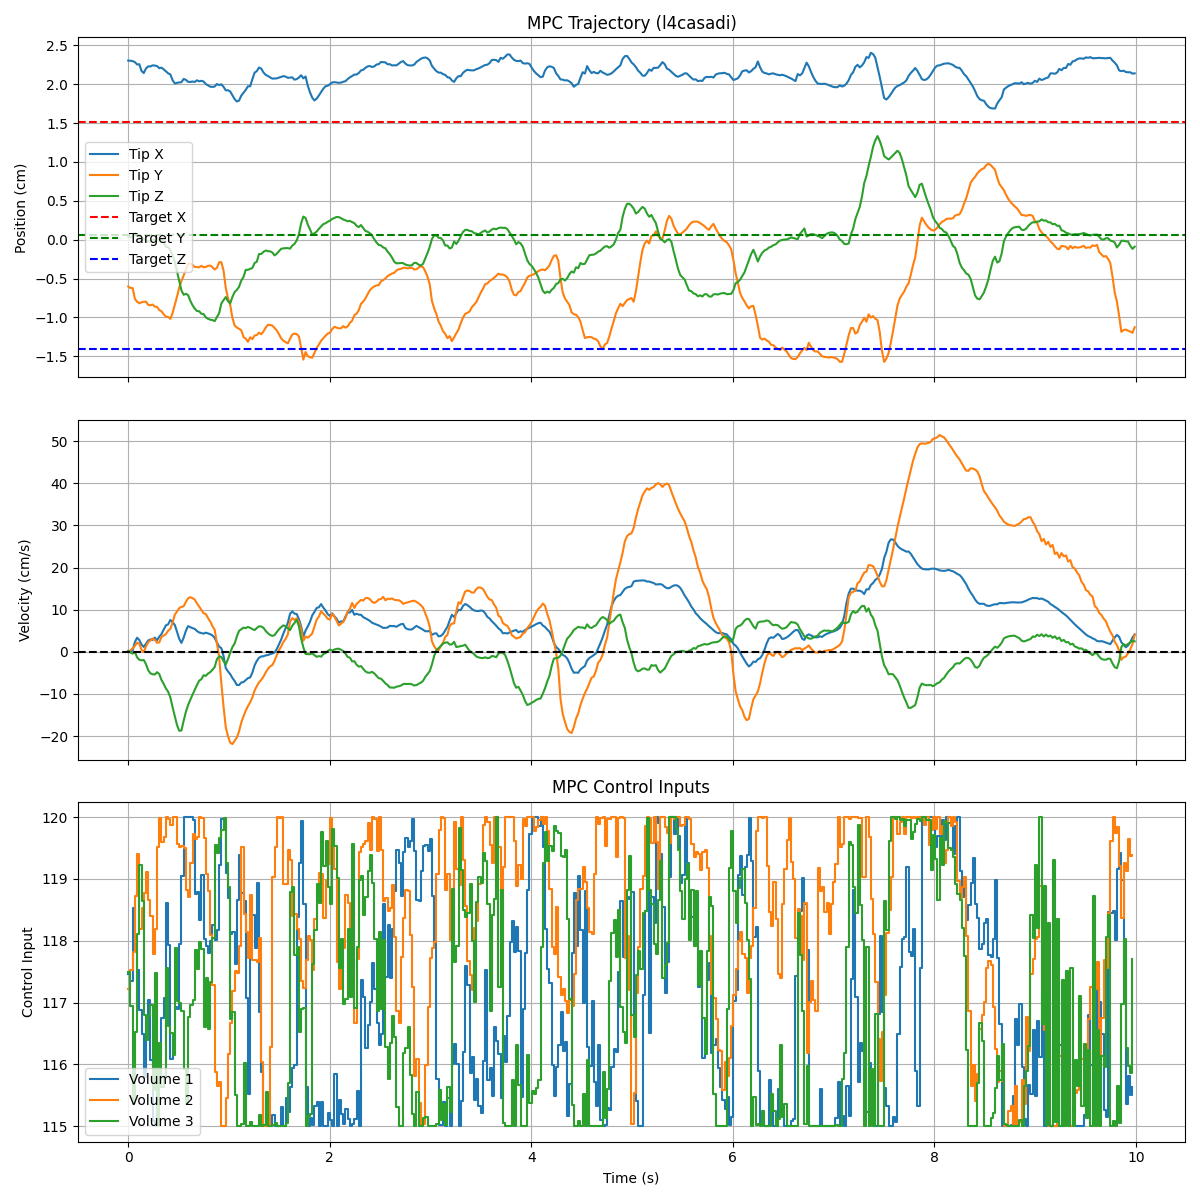 MPC Trajectory (l4casadi)
2.5
2.0
1.5
1.0
0.5
0.0
−0.5
−1.0
−1.5
Position (cm)
Tip X
Tip Y
Tip Z
Target X
Target Y
Target Z
50
40
30
20
10
0
−10
−20
Velocity (cm/s)
MPC Control Inputs
120
119
118
117
116
115
Control Input
Volume 1
Volume 2
Volume 3
0
2
4
6
8
10
Time (s)